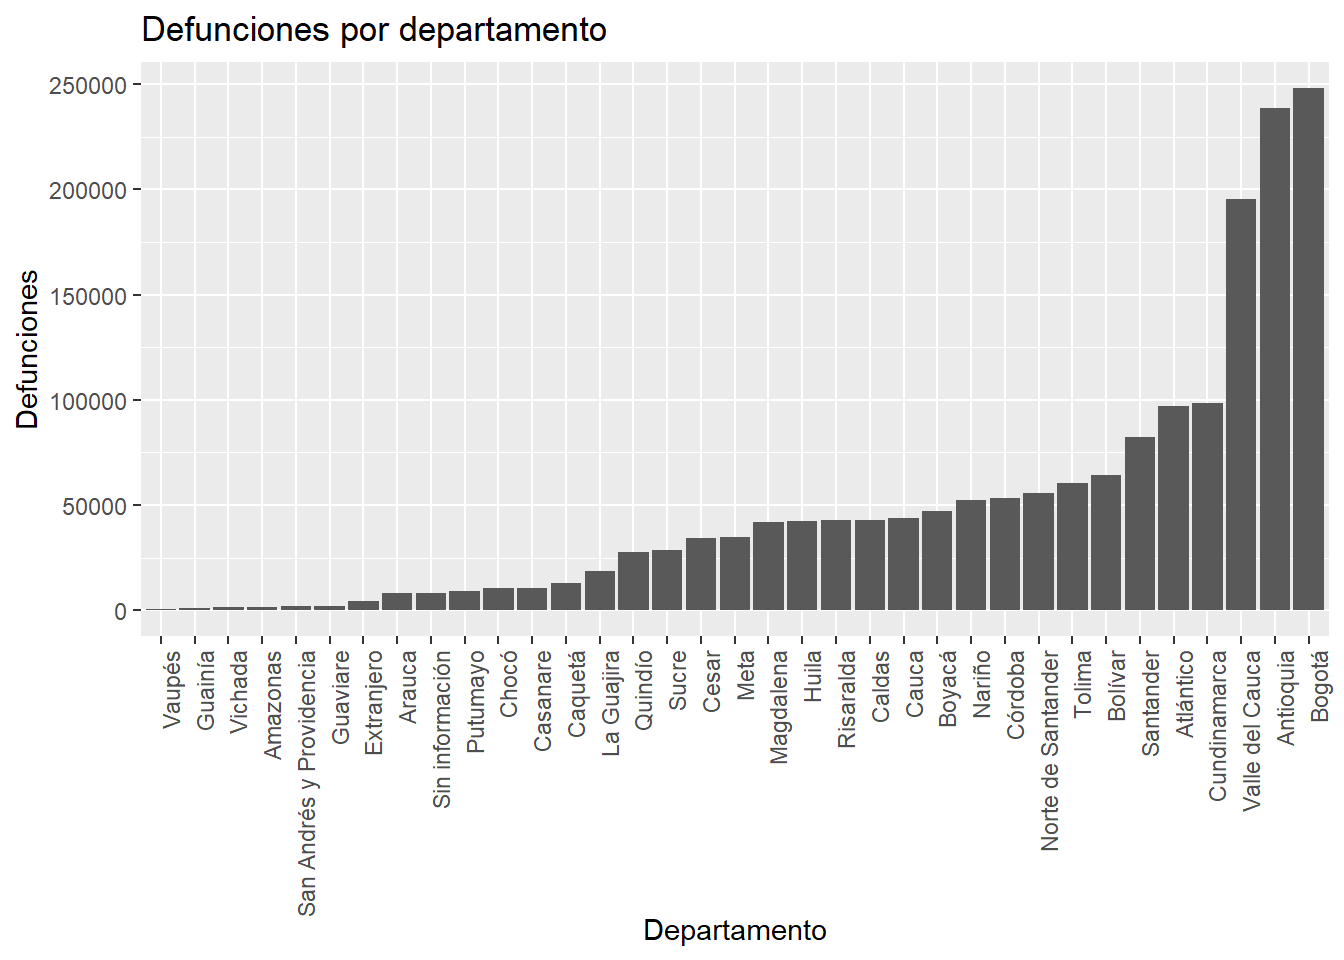 Defunciones por departamento
Defunciones
250000
200000
150000
100000
50000
0
Vaupés
Guainía
Vichada
Amazonas
San Andrés y Providencia
Guaviare
Extranjero
Arauca
Sin información
Putumayo
Chocó
Casanare
Caquetá
La Guajira
Quindío
Sucre
Cesar
Meta
Magdalena
Huila
Risaralda
Caldas
Cauca
Boyacá
Nariño
Córdoba
Norte de Santander
Tolima
Bolívar
Santander
Atlántico
Cundinamarca
Valle del Cauca
Antioquia
Bogotá
Departamento